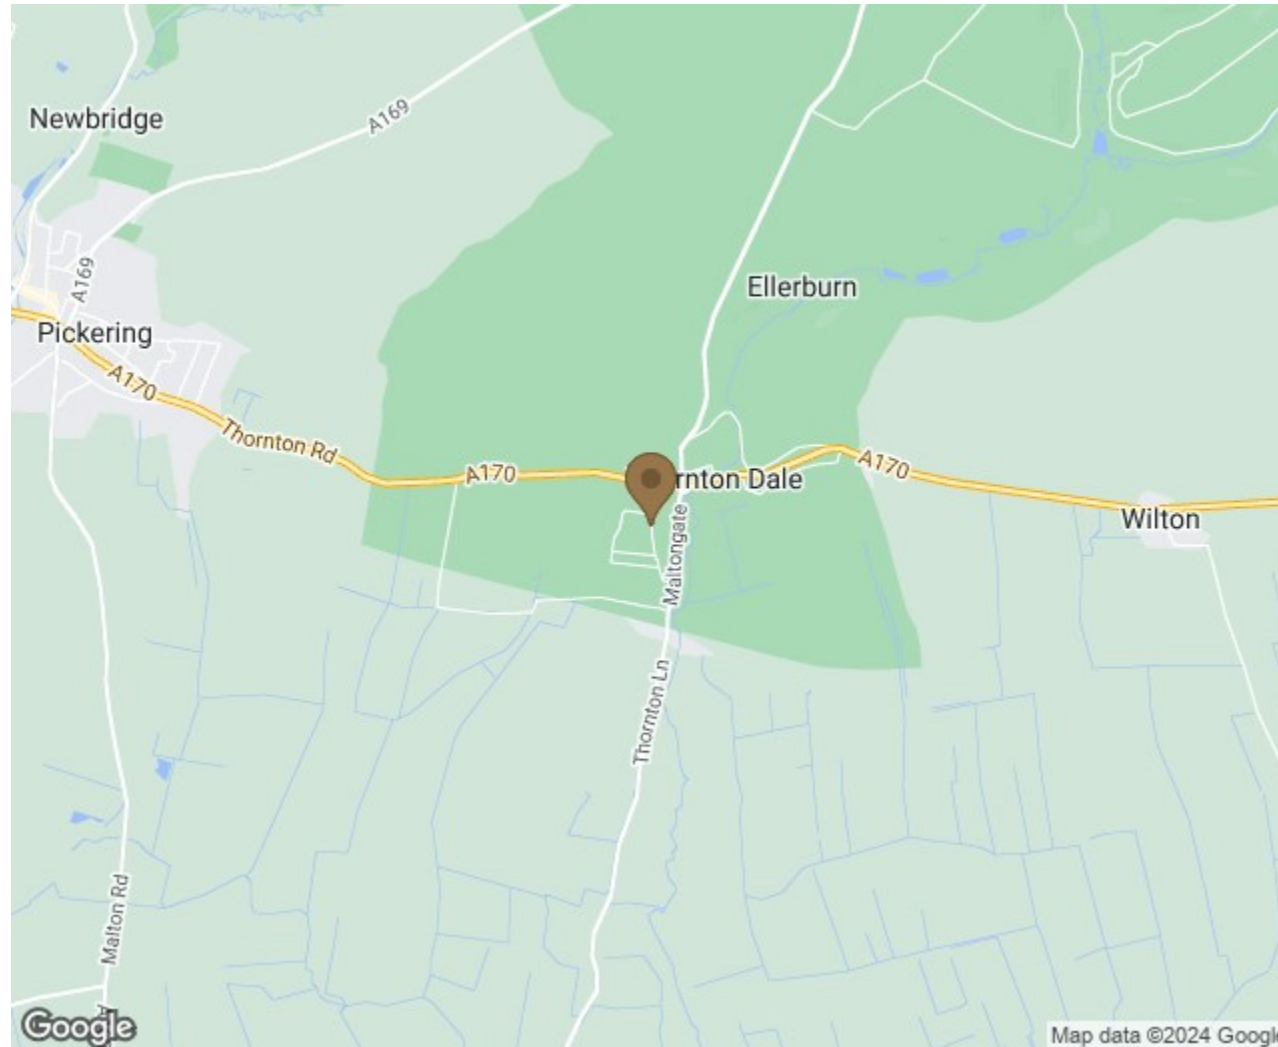 Newbridge
A169
A169
Pickering
A170
Thornton Rd
A170
Ellerburn
rnton Dale
A170
Wilton
Maltongate
Thornton Ln
Malton Rd
Google
Map data ©2024 Google